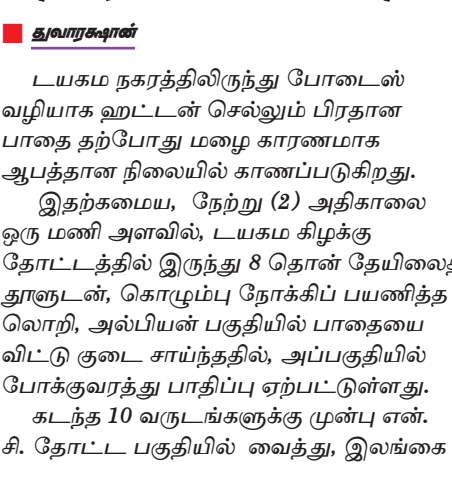 துவாரக்ஷான்
டயகம நகரத்திலிருந்து போடைஸ்
வழியாக ஹட்டன் செல்லும் பிரதான
பாதை தற்போது மழை காரணமாக
ஆபத்தான நிலையில் காணப்படுகிறது.
இதற்கமைய, நேற்று (2) அதிகாலை
ஒரு மணி அளவில், டயகம கிழக்கு
தோட்டத்தில் இருந்து 8 தொன் தேயிலைத்
தூளுடன், கொழும்பு நோக்கிப் பயணித்த
லொறி, அல்பியன் பகுதியில் பாதையை
விட்டு குடை சாய்ந்ததில், அப்பகுதியில்
போக்குவரத்து பாதிப்பு ஏற்பட்டுள்ளது.
கடந்த 10 வருடங்களுக்கு முன்பு என்.
சி. தோட்ட பகுதியில் வைத்து, இலங்கை